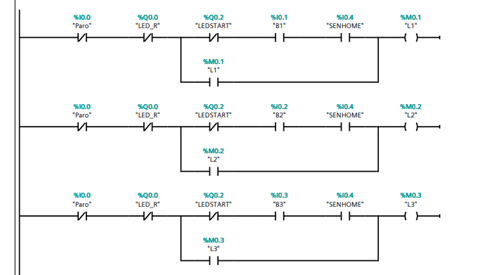 %I0.0 %Q0.0 %Q0.2 %I0.1 %I0.4 %M0.1
"Paro" "LED_R" "LEDSTART" "B1" "SENHOME" "L1"
%M0.1
"L1"
%I0.0 %Q0.0 %Q0.2 %I0.2 %I0.4 %M0.2
"Paro" "LED_R" "LEDSTART" "B2" "SENHOME" "L2"
%M0.2
"L2"
%I0.0 %Q0.0 %Q0.2 %I0.3 %I0.4 %M0.3
"Paro" "LED_R" "LEDSTART" "B3" "SENHOME" "L3"
%M0.3
"L3"